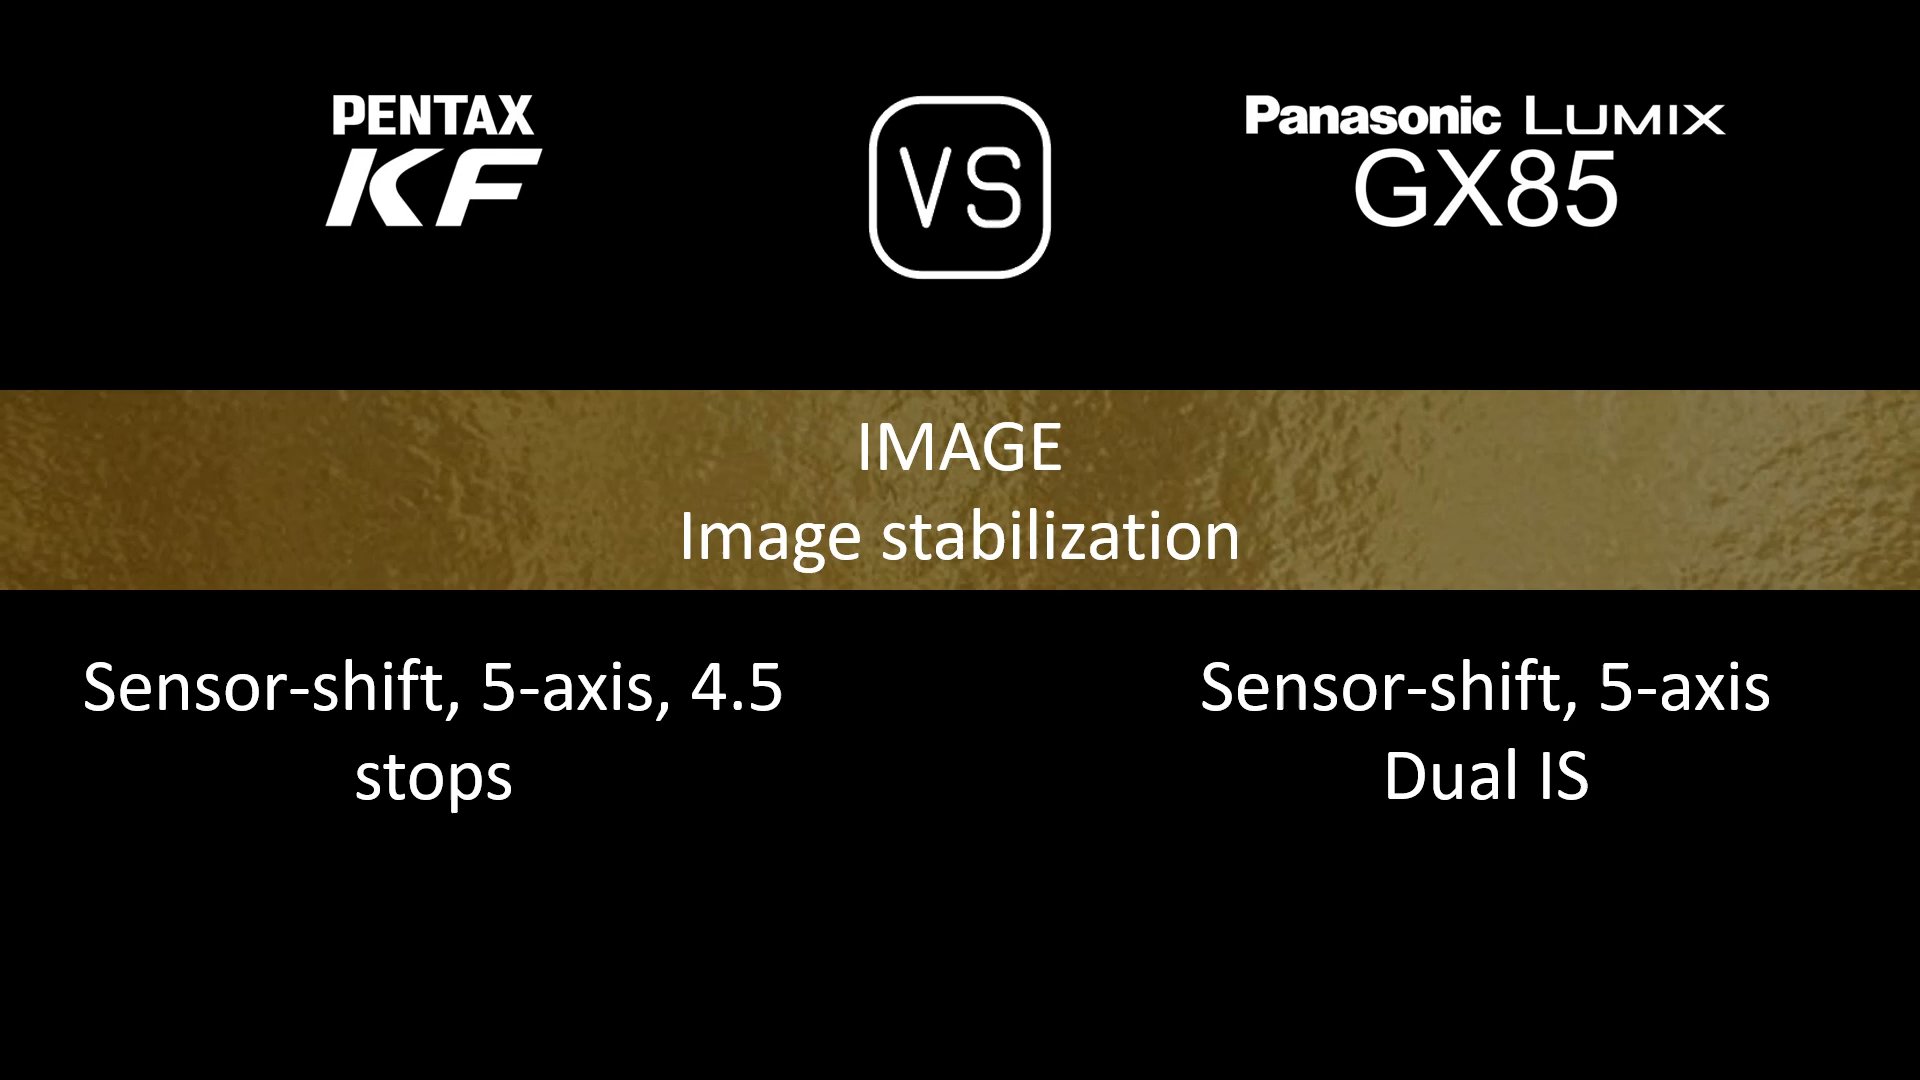 PENTAX
KF
VS
Panasonic LUMIX
GX85
IMAGE
Image stabilization
Sensor-shift, 5-axis, 4.5
stops
Sensor-shift, 5-axis
Dual IS